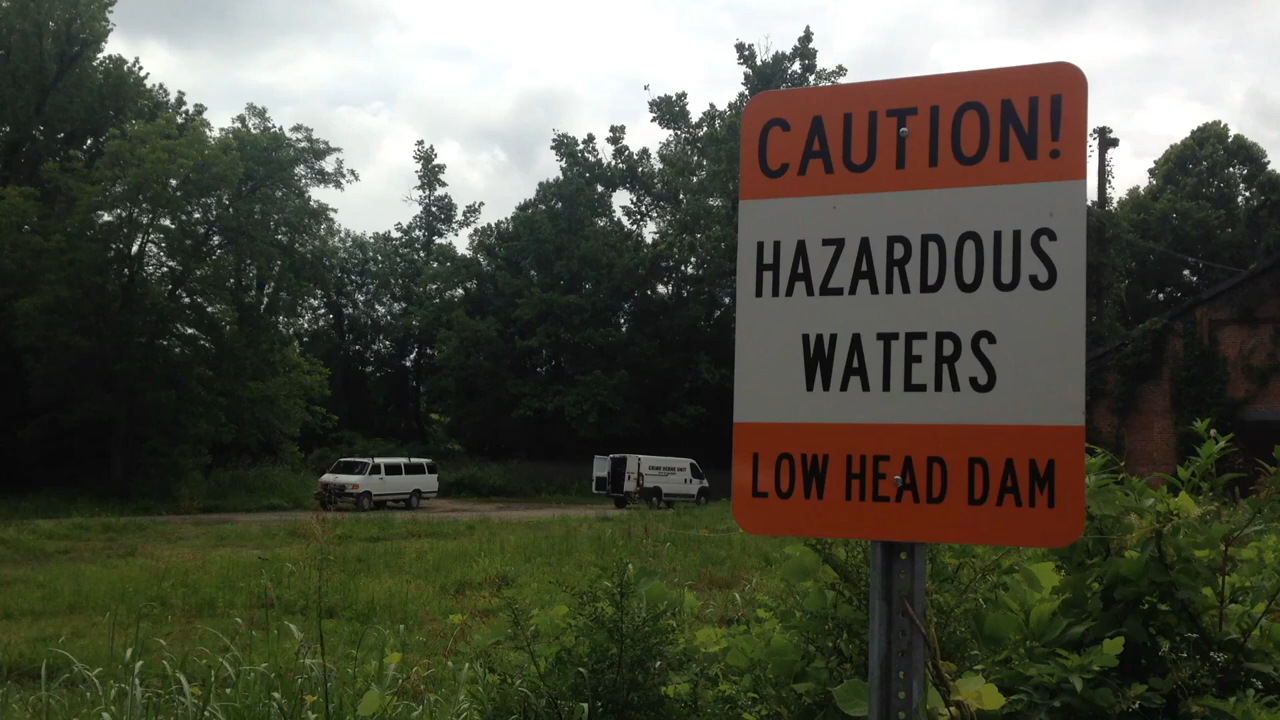 CAUTION!
HAZARDOUS
WATERS
LOW HEAD DAM
CRIME SCENE UNIT